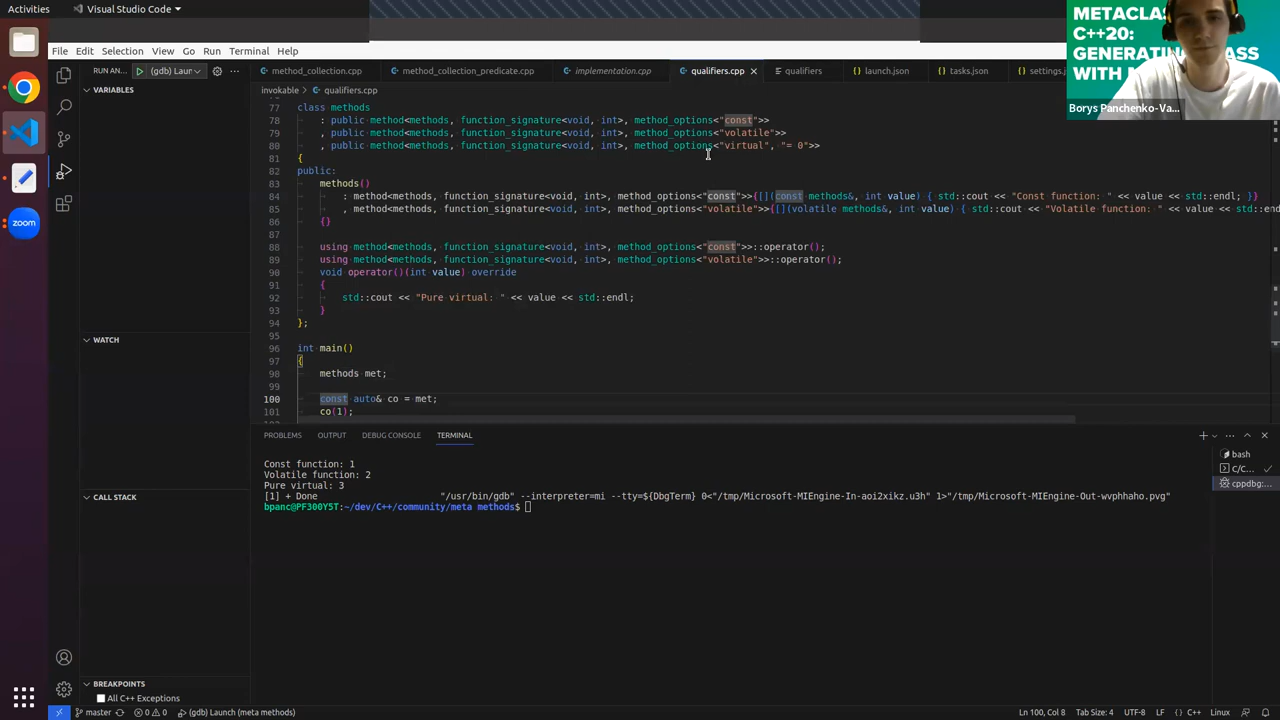 Activities
Visual Studio Code
METACLAS
C++20:
GENERATING
ASS
WITH
Borys Panchenko-Va...
File Edit Selection View Go Run Terminal Help
RUN AN... (gdb) Laun
method_collection.cpp method_collection_predicate.cpp implementation.cpp qualifiers.cpp qualifiers launch.json tasks.json settings.j
invokable > qualifiers.cpp
VARIABLES
77 class methods
78 : public method<methods, function_signature<void, int>, method_options<"const">>
79 , public method<methods, function_signature<void, int>, method_options<"volatile">>
80 , public method<methods, function_signature<void, int>, method_options<"virtual", "= 0">>
81 {
82 public:
83 methods()
84 : method<methods, function_signature<void, int>, method_options<"const">>{[](const methods&, int value) { std::cout << "Const function: " << value << std::endl; }}
85 , method<methods, function_signature<void, int>, method_options<"volatile">>{[](volatile methods&, int value) { std::cout << "Volatile function: " << value << std::end
86 {}
87
88 using method<methods, function_signature<void, int>, method_options<"const">>::operator();
89 using method<methods, function_signature<void, int>, method_options<"volatile">>::operator();
90 void operator()(int value) override
91 {
92 std::cout << "Pure virtual: " << value << std::endl;
93 }
94 };
95
96 int main()
97 {
98 methods met;
99
100 const auto& co = met;
101 co(1);
WATCH
CALL STACK
BREAKPOINTS
All C++ Exceptions
PROBLEMS OUTPUT DEBUG CONSOLE TERMINAL
Const function: 1
Volatile function: 2
Pure virtual: 3
[1] + Done "/usr/bin/gdb" --interpreter=mi --tty=${DbgTerm} 0<"/tmp/Microsoft-MIEngine-In-aoi2xikz.u3h" 1>"/tmp/Microsoft-MIEngine-Out-wvphhaho.pvg"
bpanc@PF300Y5T:~/dev/C++/community/meta methods$
bash
C/C...
cppdbg:...
zoom
master 0 0 (gdb) Launch (meta methods)
Ln 100, Col 8 Tab Size: 4 UTF-8 LF {} C++ Linux